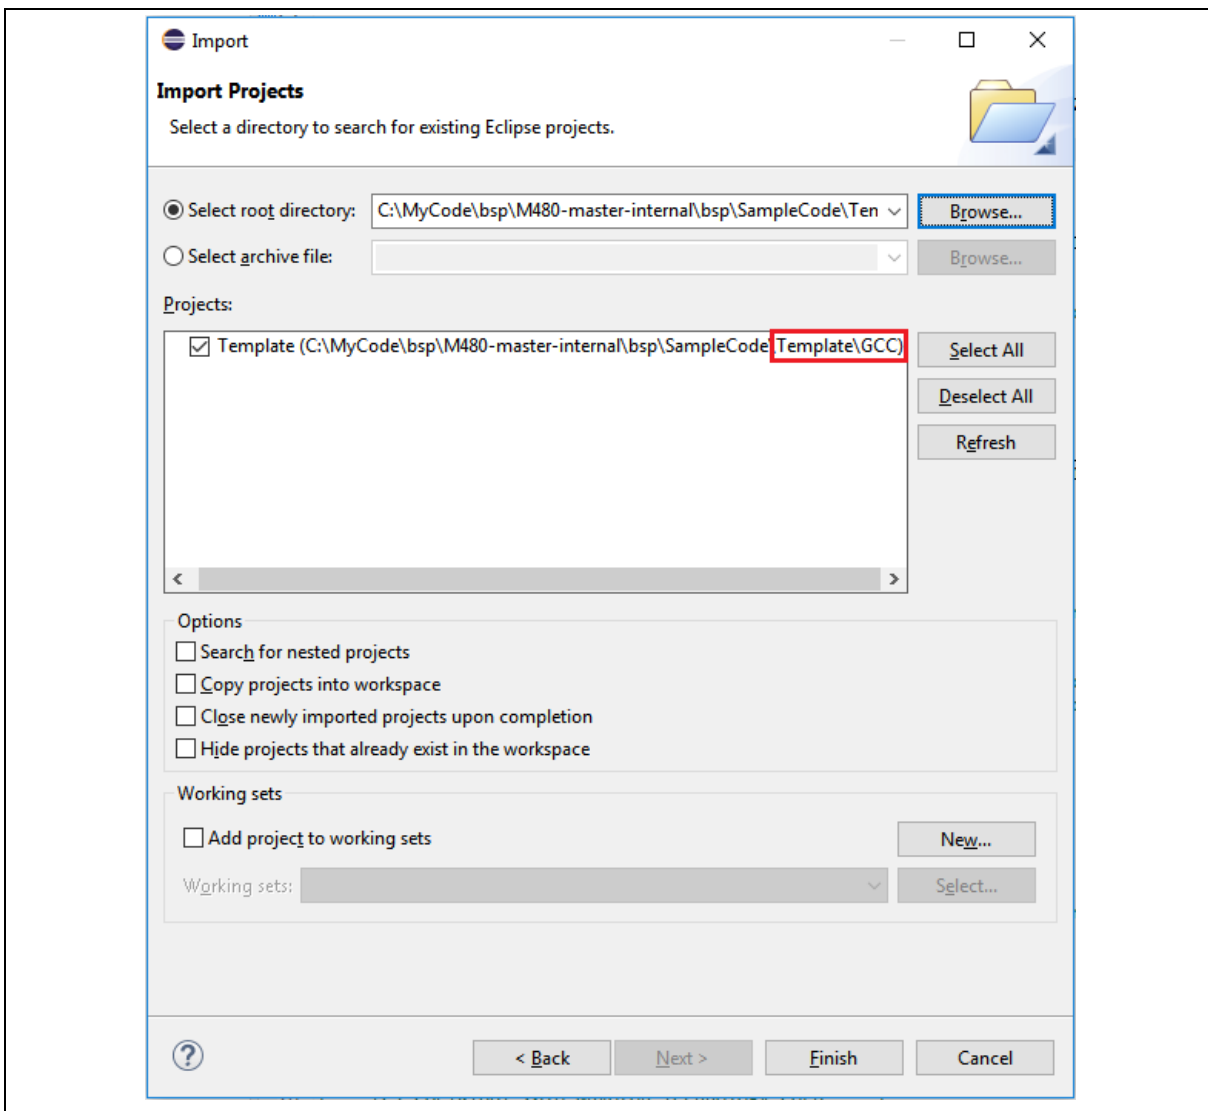 Import
Import Projects
Select a directory to search for existing Eclipse projects.
Select root directory: C:\MyCode\bsp\M480-master-internal\bsp\SampleCode\Ten Browse...
Select archive file: Browse...
Projects:
Template (C:\MyCode\bsp\M480-master-internal\bsp\SampleCode\Template\GCC) Select All
Deselect All
Refresh
Options
Search for nested projects
Copy projects into workspace
Close newly imported projects upon completion
Hide projects that already exist in the workspace
Working sets
Add project to working sets New...
Working sets: Select...
? < Back Next > Finish Cancel